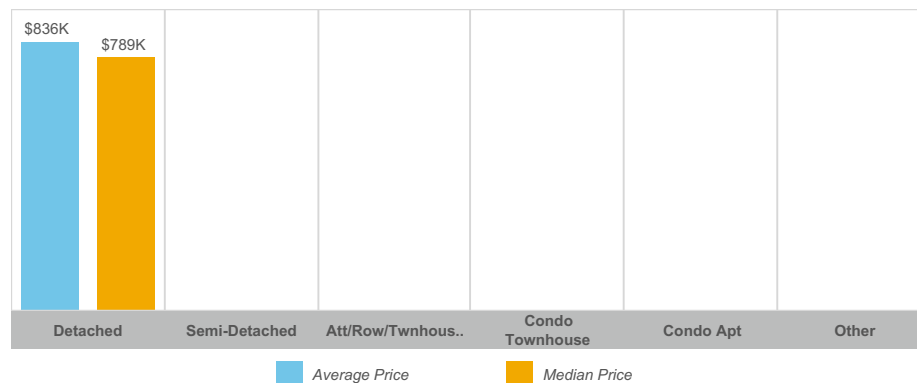 $836K
$789K
Detached
Semi-Detached
Att/Row/Twnhous..
Condo
Townhouse
Condo Apt
Other
Average Price
Median Price